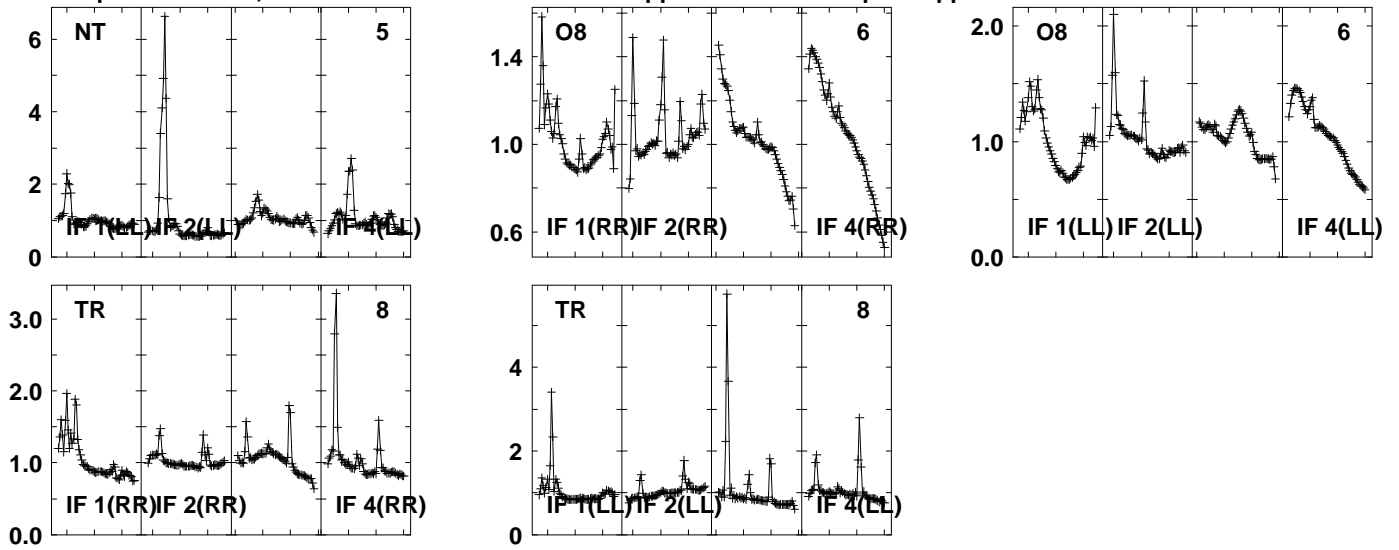 NT 5
6
4
2
0
IF 1(LL) IF 2(LL) IF 4(LL)
O8 6
1.4
1.0
0.6
IF 1(RR) IF 2(RR) IF 4(RR)
O8 6
2.0
1.0
0.0
IF 1(LL) IF 2(LL) IF 4(LL)
TR 8
3.0
2.0
1.0
0.0
IF 1(RR) IF 2(RR) IF 4(RR)
TR 8
4
2
0
IF 1(LL) IF 2(LL) IF 4(LL)